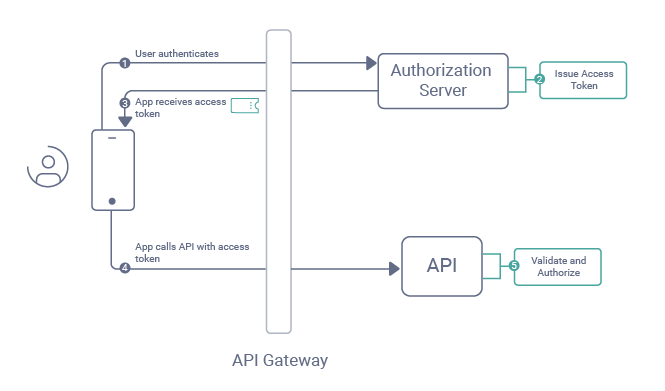 1 User authenticates
Authorization
Server
2 Issue Access
Token
3 App receives access
token
App calls API with access
token
4
API
5 Validate and
Authorize
API Gateway